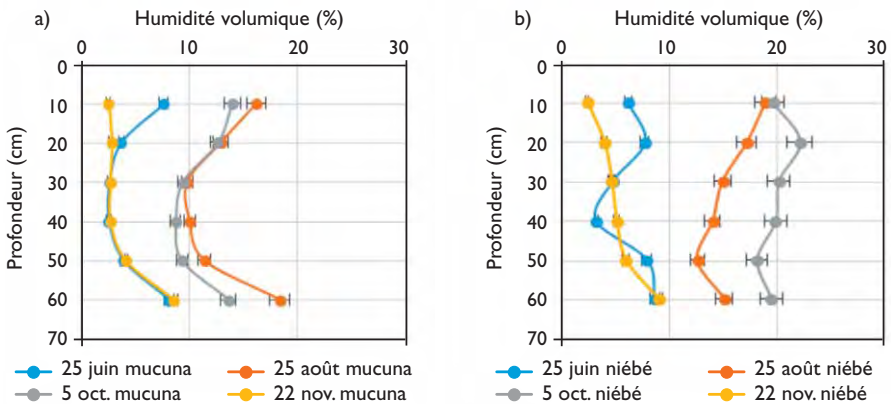 a) Humidité volumique (%)
0 10 20 30
0
10
20
30
40
50
60
70
Profondeur (cm)
25 juin mucuna 25 août mucuna
5 oct. mucuna 22 nov. mucuna
b) Humidité volumique (%)
0 10 20 30
0
10
20
30
40
50
60
70
Profondeur (cm)
25 juin niébé 25 août niébé
5 oct. niébé 22 nov. niébé